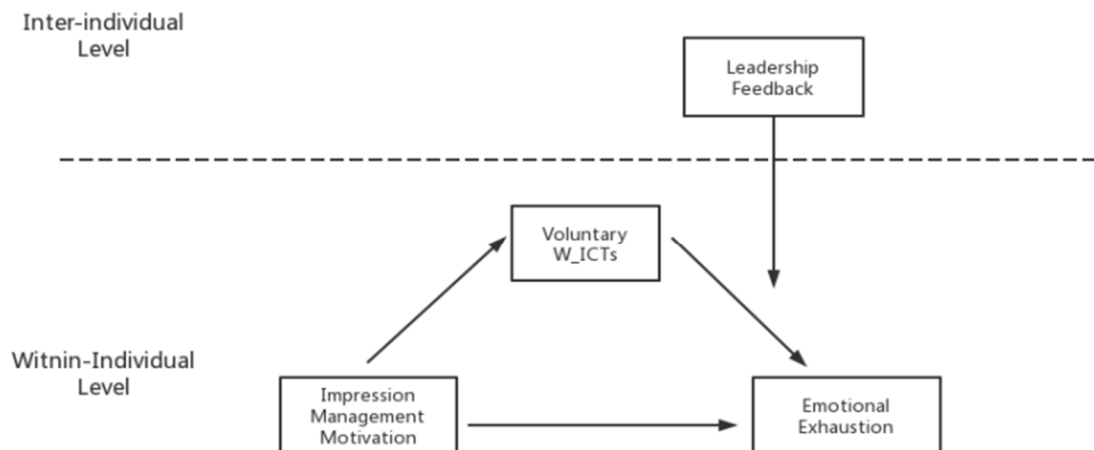 Inter-individual
Level
Leadership
Feedback
Voluntary
W_ICTs
Witnin-Individual
Level
Impression
Management
Motivation
Emotional
Exhaustion